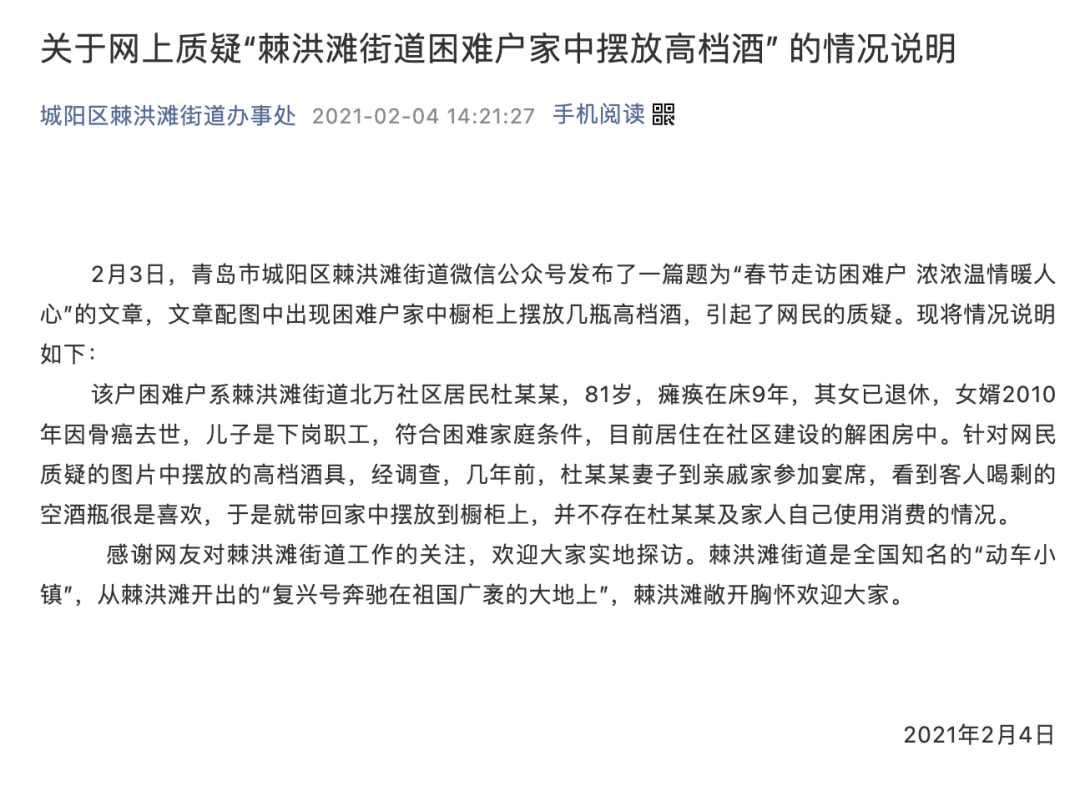 关于网上质疑“棘洪滩街道困难户家中摆放高档酒” 的情况说明
城阳区棘洪滩街道办事处 2021-02-04 14:21:27 手机阅读
2月3日，青岛市城阳区棘洪滩街道微信公众号发布了一篇题为“春节走访困难户 浓浓温情暖人
心”的文章，文章配图中出现困难户家中橱柜上摆放几瓶高档酒，引起了网民的质疑。现将情况说明
如下：
该户困难户系棘洪滩街道北万社区居民杜某某，81岁，瘫痪在床9年，其女已退休，女婿2010
年因骨癌去世，儿子是下岗职工，符合困难家庭条件，目前居住在社区建设的解困房中。针对网民
质疑的图片中摆放的高档酒具，经调查，几年前，杜某某妻子到亲戚家参加宴席，看到客人喝剩的
空酒瓶很是喜欢，于是就带回家中摆放到橱柜上，并不存在杜某某及家人自己使用消费的情况。
感谢网友对棘洪滩街道工作的关注，欢迎大家实地探访。棘洪滩街道是全国知名的“动车小
镇”，从棘洪滩开出的“复兴号奔驰在祖国广袤的大地上”，棘洪滩敞开胸怀欢迎大家。
2021年2月4日